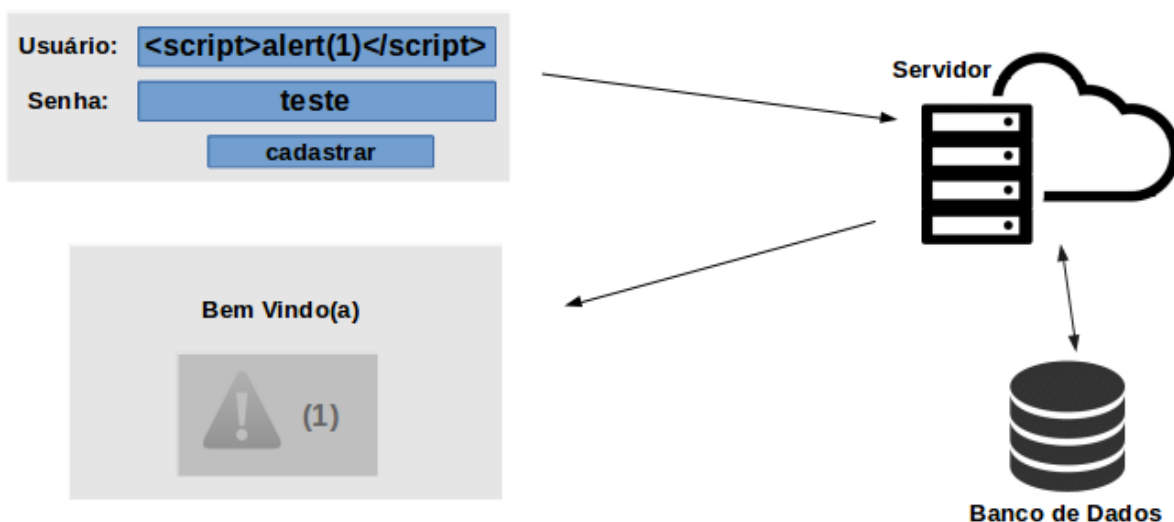 Usuário: <script>alert(1)</script>
Senha: teste
cadastrar
Servidor
Bem Vindo(a)
(1)
Banco de Dados